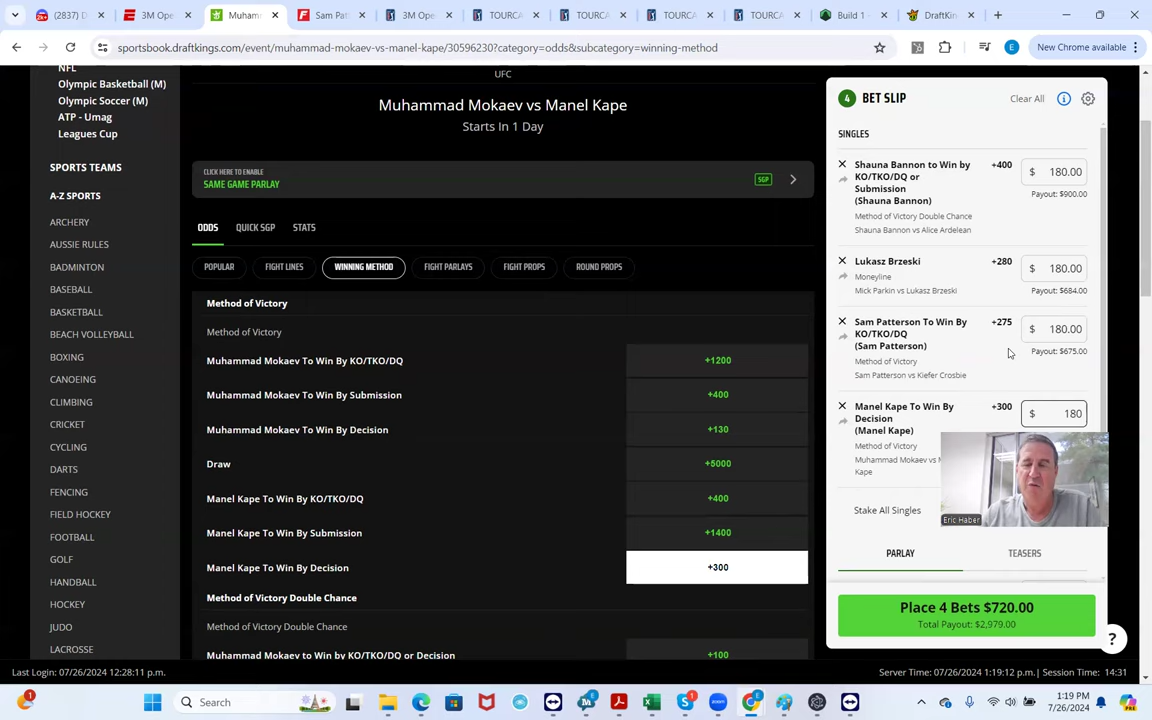 (2837) D
3M Ope
Muham
Sam Pat
3M Ope
TOURCA
TOURCA
TOURCA
TOURCA
Build 1
DraftKin
sportsbook.draftkings.com/event/muhammad-mokaev-vs-manel-kape/30596230?category=odds&subcategory=winning-method
New Chrome available
NFL
Olympic Basketball (M)
Olympic Soccer (M)
ATP - Umag
Leagues Cup
SPORTS TEAMS
A-Z SPORTS
ARCHERY
AUSSIE RULES
BADMINTON
BASEBALL
BASKETBALL
BEACH VOLLEYBALL
BOXING
CANOEING
CLIMBING
CRICKET
CYCLING
DARTS
FENCING
FIELD HOCKEY
FOOTBALL
GOLF
HANDBALL
HOCKEY
JUDO
LACROSSE
UFC
Muhammad Mokaev vs Manel Kape
Starts In 1 Day
CLICK HERE TO ENABLE
SAME GAME PARLAY
SGP
ODDS QUICK SGP STATS
POPULAR FIGHT LINES WINNING METHOD FIGHT PARLAYS FIGHT PROPS ROUND PROPS
Method of Victory
Method of Victory
Muhammad Mokaev To Win By KO/TKO/DQ +1200
Muhammad Mokaev To Win By Submission +400
Muhammad Mokaev To Win By Decision +130
Draw +5000
Manel Kape To Win By KO/TKO/DQ +400
Manel Kape To Win By Submission +1400
Manel Kape To Win By Decision +300
Method of Victory Double Chance
Method of Victory Double Chance
Muhammad Mokaev to Win by KO/TKO/DQ or Decision +100
4 BET SLIP Clear All
SINGLES
Shauna Bannon to Win by +400 $ 180.00
KO/TKO/DQ or
Submission Payout: $900.00
(Shauna Bannon)
Method of Victory Double Chance
Shauna Bannon vs Alice Ardelean
Lukasz Brzeski +280 $ 180.00
Moneyline
Mick Parkin vs Lukasz Brzeski Payout: $684.00
Sam Patterson To Win By +275 $ 180.00
KO/TKO/DQ
(Sam Patterson) Payout: $675.00
Method of Victory
Sam Patterson vs Kiefer Crosbie
Manel Kape To Win By +300 $ 180
Decision
(Manel Kape)
Method of Victory
Muhammad Mokaev vs M
Kape
Stake All Singles
Eric Haber
PARLAY TEASERS
Place 4 Bets $720.00
Total Payout: $2,979.00
?
Last Login: 07/26/2024 12:28:11 p.m. Server Time: 07/26/2024 1:19:12 p.m. | Session Time: 14:31
Search
1:19 PM
7/26/2024